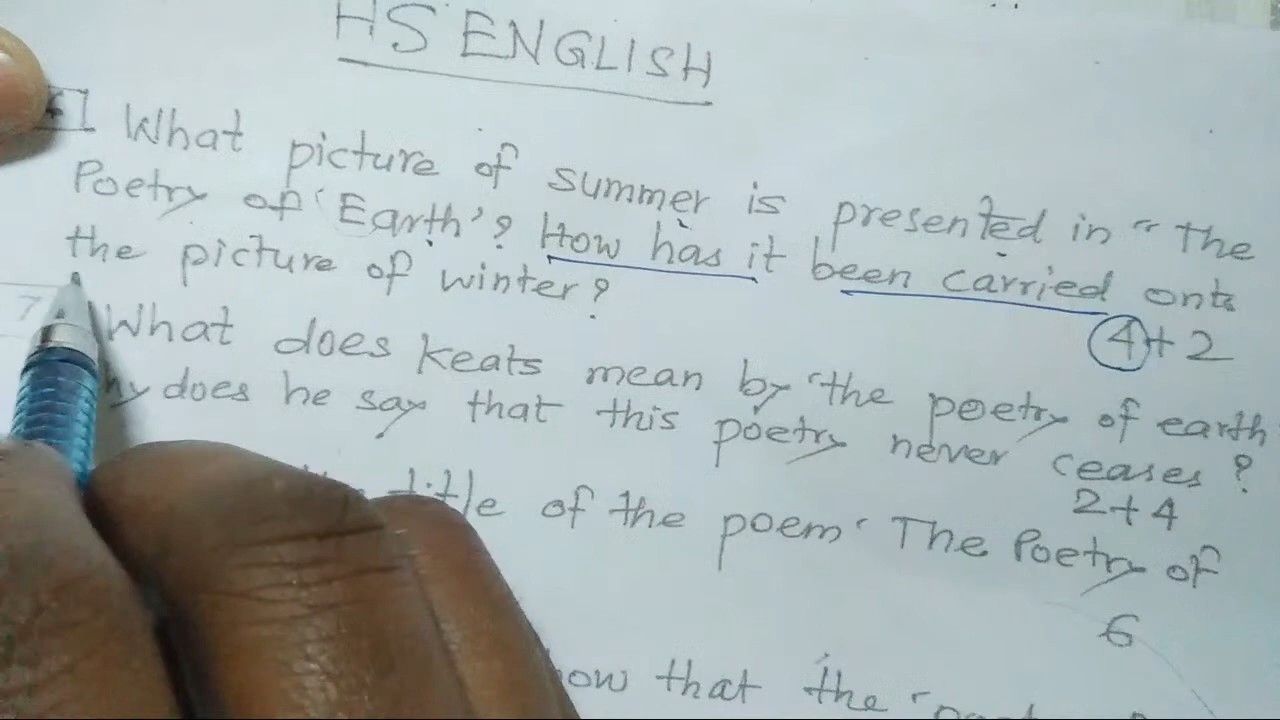 HS ENGLISH
What picture of summer is presented in "The
Poetry of 'Earth'? How has it been carried onto
the picture of winter?
4+2
7
What does Keats mean by 'the poetry of earth
does he say that this poetry never ceases?
2+4
title of the poem 'The Poetry of
6
that the